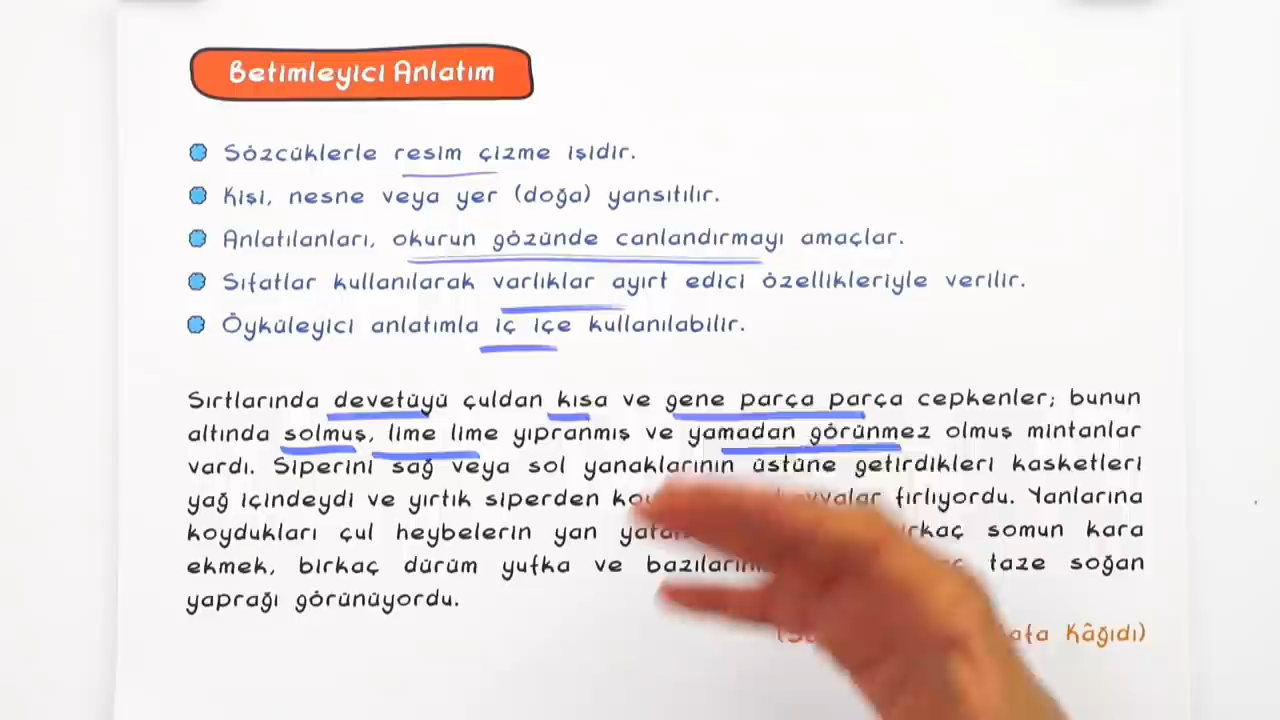 Betimleyici Anlatım
Sözcüklerle resim çizme işidir.
Kişi, nesne veya yer (doğa) yansıtılır.
Anlatılanları, okurun gözünde canlandırmayı amaçlar.
Sıfatlar kullanılarak varlıklar ayırt edici özellikleriyle verilir.
Öyküleyici anlatımla iç içe kullanılabilir.
Sırtlarında devetüyü çuldan kısa ve gene parça parça cepkenler; bunun
altında solmuş, lime lime yıpranmış ve yamadan görünmez olmuş mintanlar
vardı. Siperini sağ veya sol yanaklarının üstüne getirdikleri kasketleri
yağ içindeydi ve yırtık siperden fırlıyordu. Yanlarına
koydukları çul heybelerin yan somun kara
ekmek, birkaç dürüm yufka ve taze soğan
yaprağı görünüyordu.
Kâğıdı)